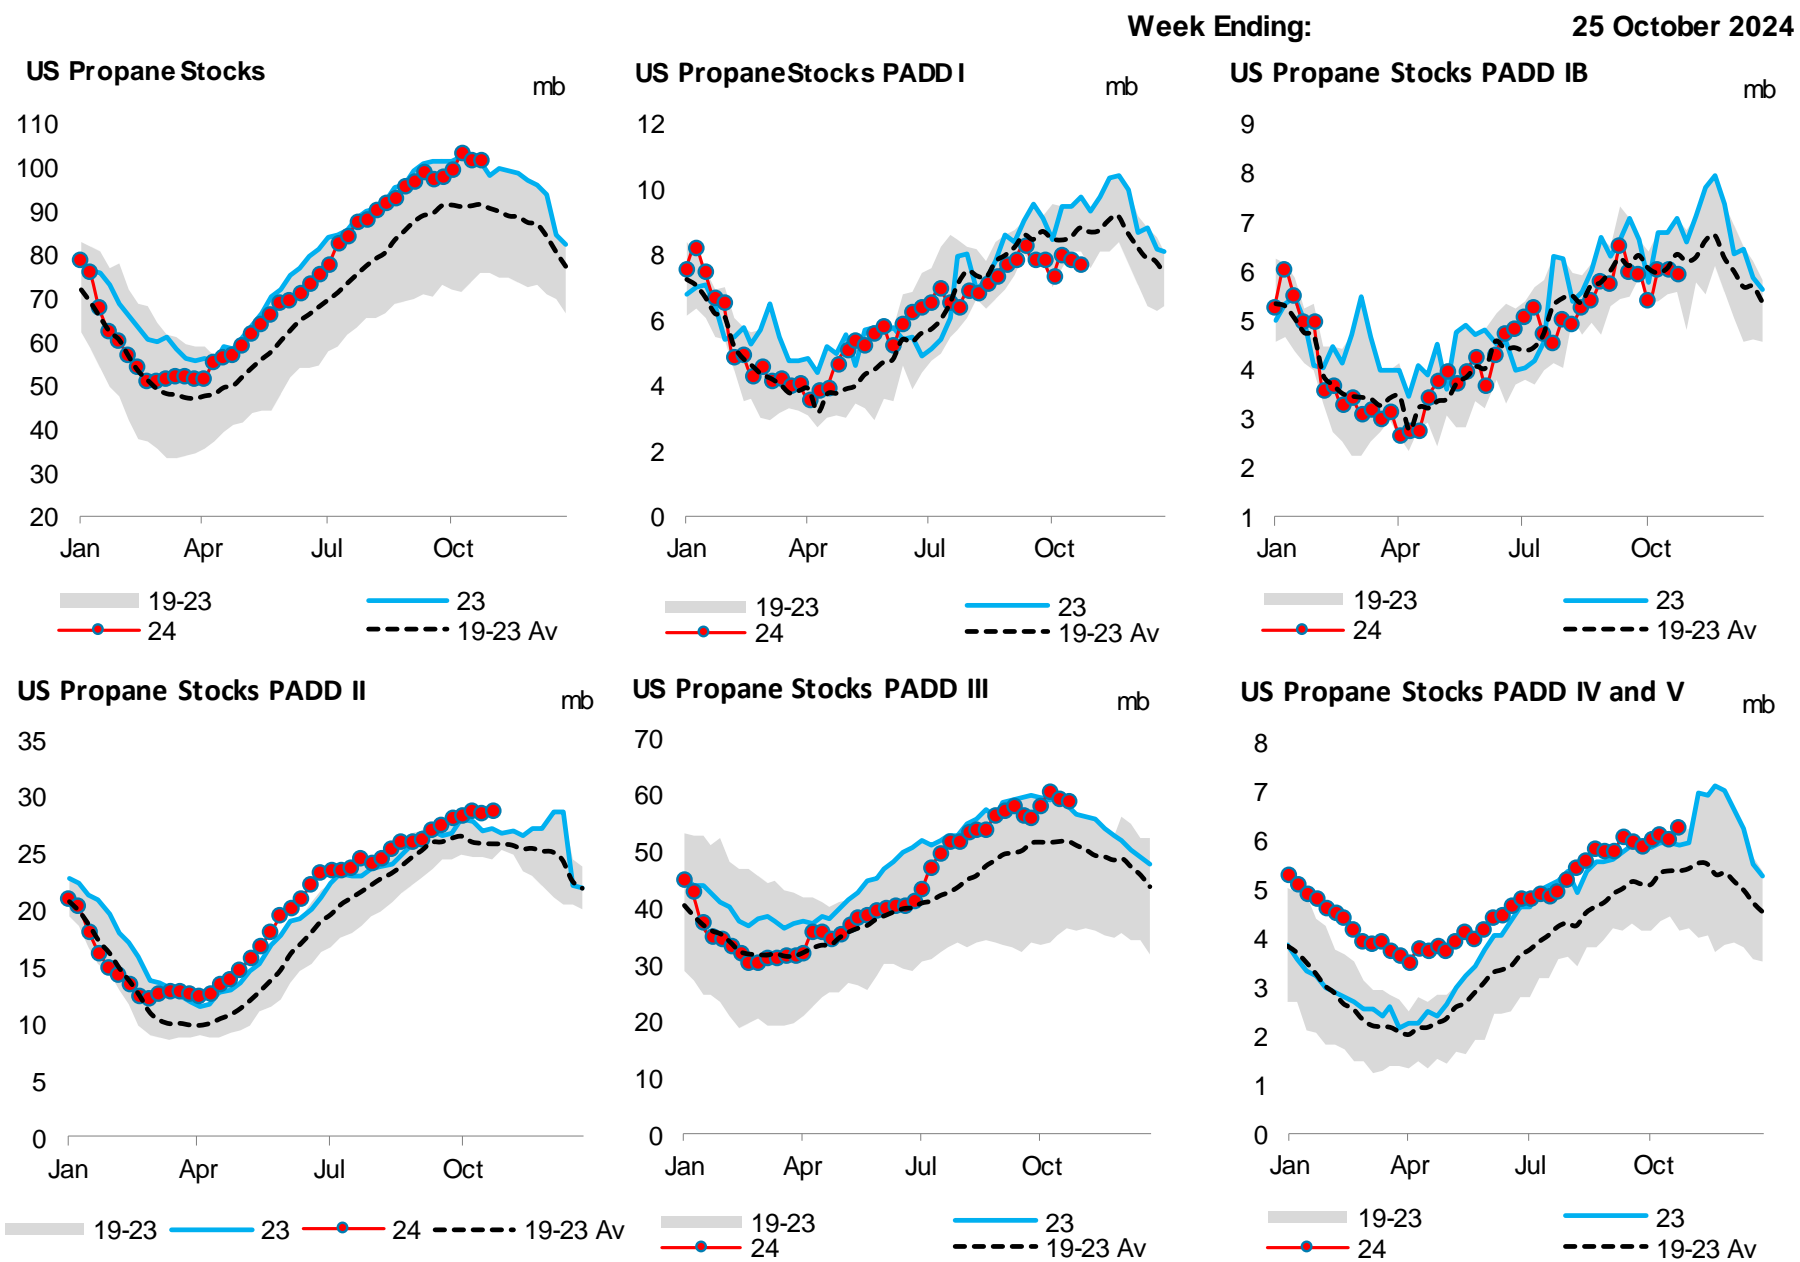 Week Ending: 25 October 2024
US Propane Stocks
mb
110
100
90
80
70
60
50
40
30
20
Jan Apr Jul Oct
19-23 23
24 19-23 Av
US Propane Stocks PADD I
mb
12
10
8
6
4
2
0
Jan Apr Jul Oct
19-23 23
24 19-23 Av
US Propane Stocks PADD IB
mb
9
8
7
6
5
4
3
2
1
Jan Apr Jul Oct
19-23 23
24 19-23 Av
US Propane Stocks PADD II
mb
35
30
25
20
15
10
5
0
Jan Apr Jul Oct
19-23 23 24 19-23 Av
US Propane Stocks PADD III
mb
70
60
50
40
30
20
10
0
Jan Apr Jul Oct
19-23 23
24 19-23 Av
US Propane Stocks PADD IV and V
mb
8
7
6
5
4
3
2
1
0
Jan Apr Jul Oct
19-23 23
24 19-23 Av